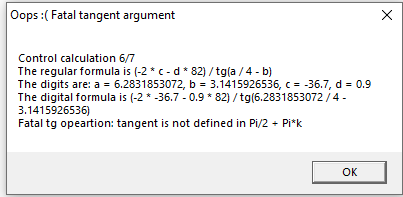 Oops :( Fatal tangent argument
Control calculation 6/7
The regular formula is (-2 * c - d * 82) / tg(a / 4 - b)
The digits are: a = 6.2831853072, b = 3.1415926536, c = -36.7, d = 0.9
The digital formula is (-2 * -36.7 - 0.9 * 82) / tg(6.2831853072 / 4 -
3.1415926536)
Fatal tg opeartion: tangent is not defined in Pi/2 + Pi*k
OK